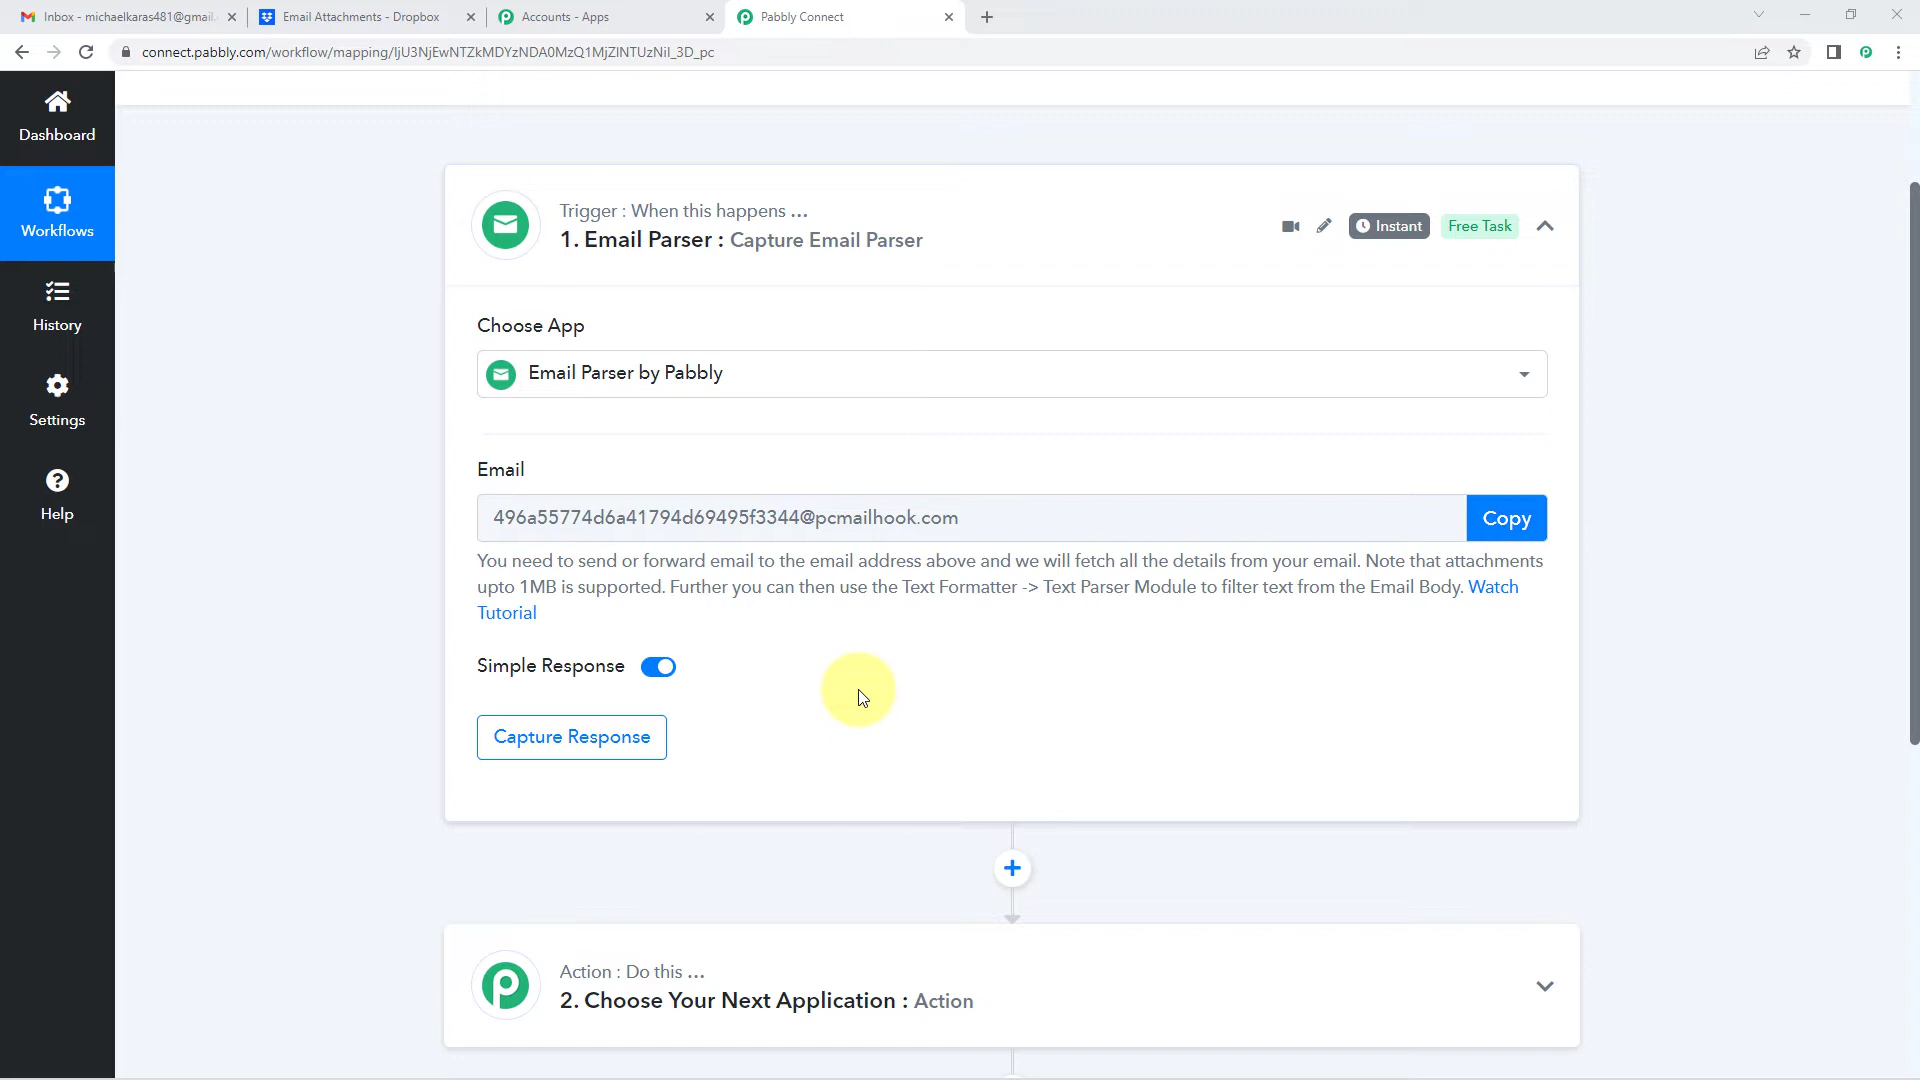 Inbox - michaelkaras481@gmail.
Email Attachments - Dropbox
Accounts - Apps
Pabbly Connect
connect.pabbly.com/workflow/mapping/IjU3NjEwNTZkMDYzNDA0MzQ1MjZlNTUzNiI_3D_pc
Dashboard
Workflows
History
Settings
Help
Trigger : When this happens ...
1. Email Parser : Capture Email Parser
Instant
Free Task
Choose App
Email Parser by Pabbly
Email
496a55774d6a41794d69495f3344@pcmailhook.com
Copy
You need to send or forward email to the email address above and we will fetch all the details from your email. Note that attachments
upto 1MB is supported. Further you can then use the Text Formatter -> Text Parser Module to filter text from the Email Body. Watch
Tutorial
Simple Response
Capture Response
Action : Do this ...
2. Choose Your Next Application : Action